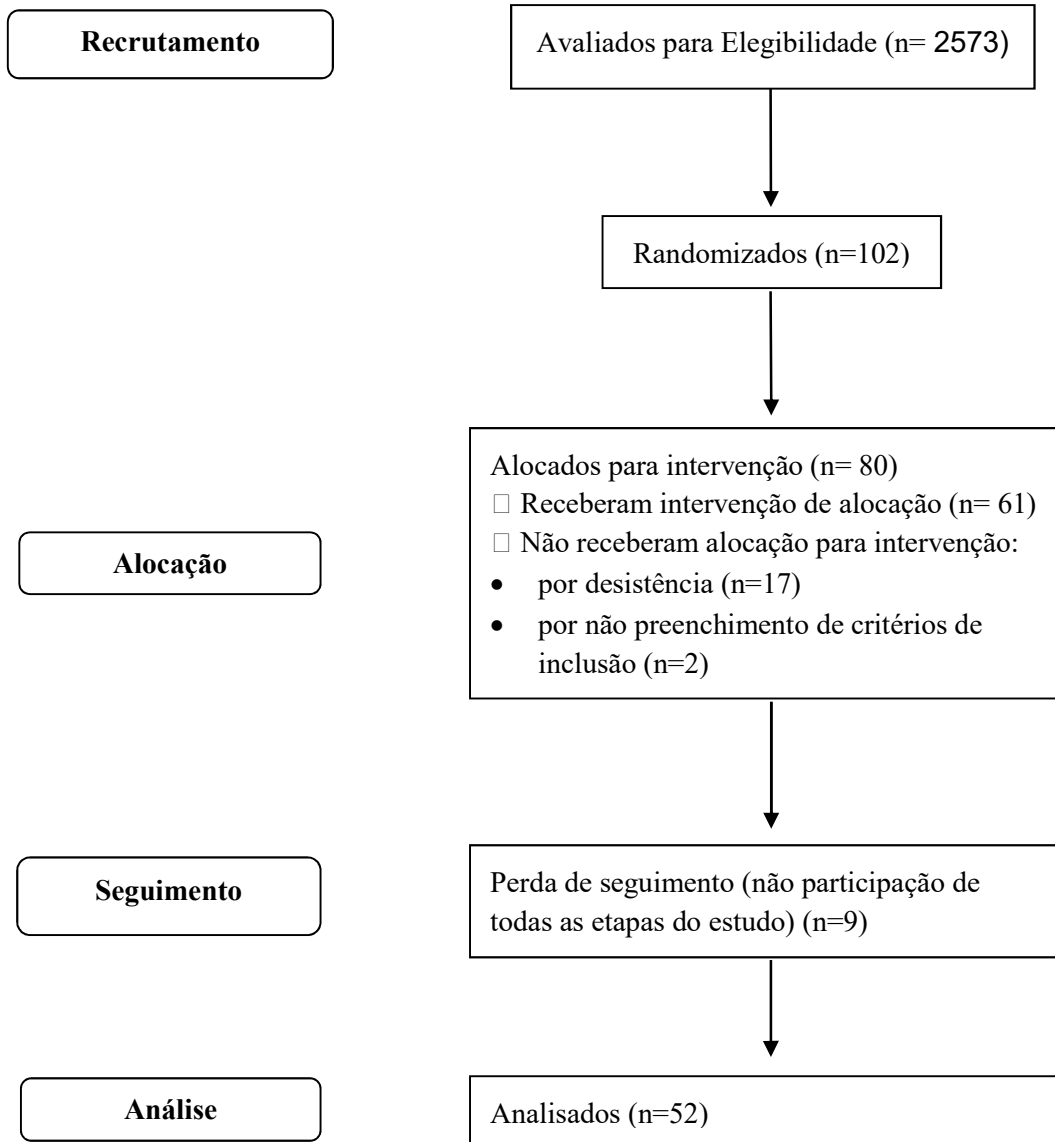 Recrutamento
Avaliados para Elegibilidade (n= 2573)
Randomizados (n=102)
Alocação
Alocados para intervenção (n= 80)
□ Receberam intervenção de alocação (n= 61)
□ Não receberam alocação para intervenção:
• por desistência (n=17)
• por não preenchimento de critérios de
inclusão (n=2)
Seguimento
Perda de seguimento (não participação de
todas as etapas do estudo) (n=9)
Análise
Analisados (n=52)